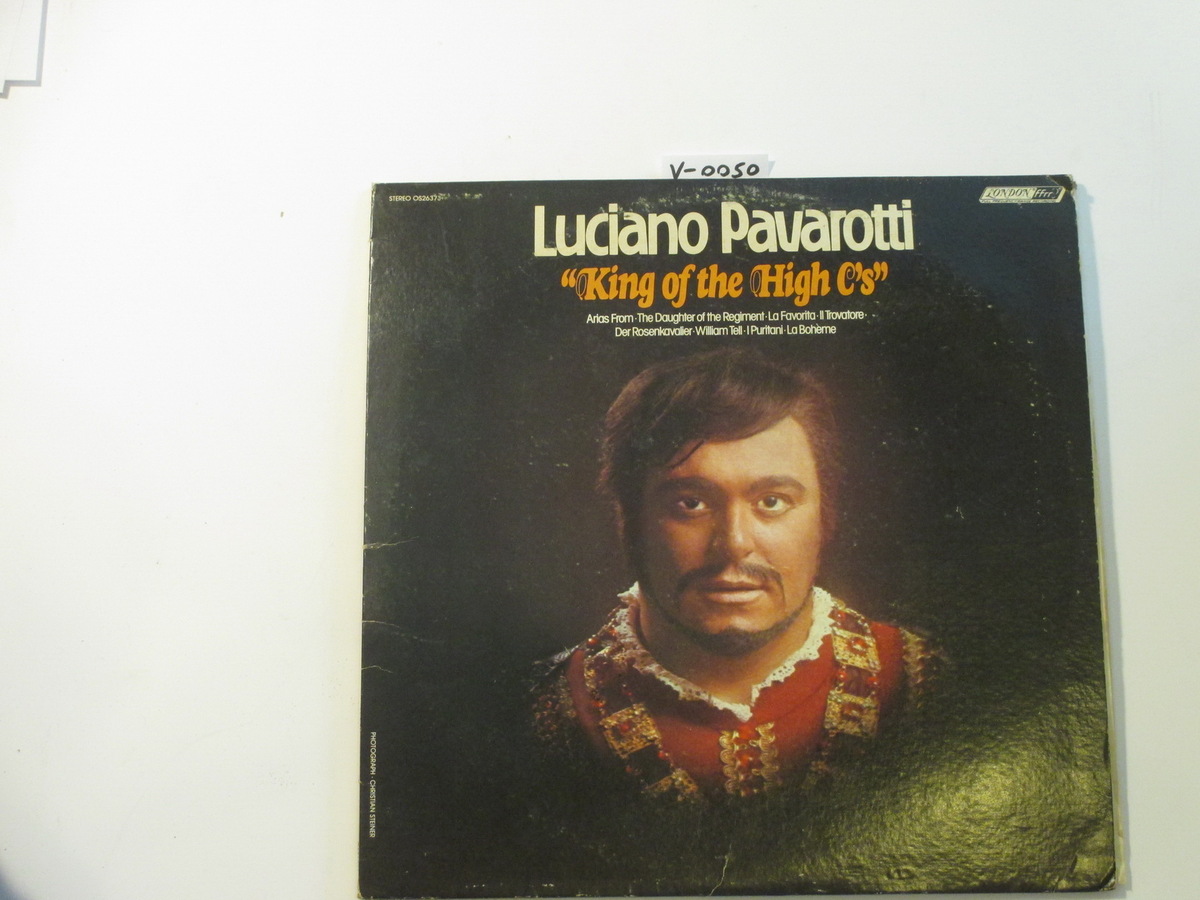 V-0050
STEREO OS26373
LONDON ffrr
Luciano Pavarotti
"King of the High C's"
Arias From · The Daughter of the Regiment · La Favorita · Il Trovatore ·
Der Rosenkavalier · William Tell · I Puritani · La Bohème
PHOTOGRAPH · CHRISTIAN STEINER